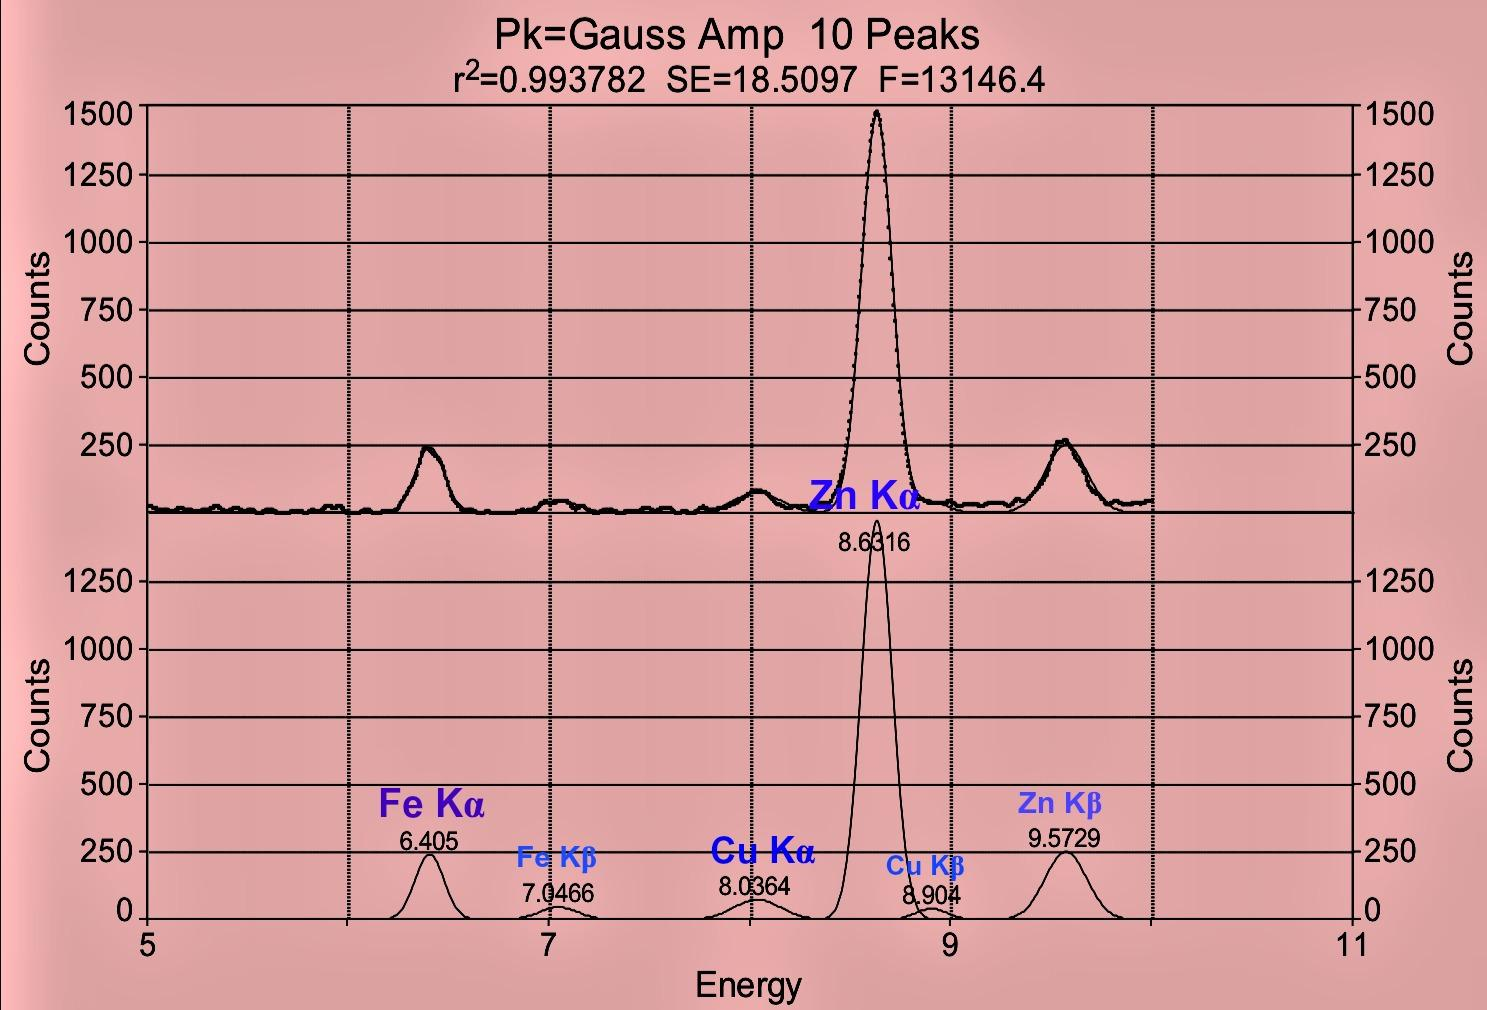 Pk=Gauss Amp 10 Peaks
r²=0.993782 SE=18.5097 F=13146.4
1500
1250
1000
750
500
250
Counts
1500
1250
1000
750
500
250
Counts
Zn Kα
8.6316
1250
1000
750
500
250
0
Counts
1250
1000
750
500
250
0
Counts
Fe Kα
6.405
Fe Kβ
7.0466
Cu Kα
8.0364
Cu Kβ
8.904
Zn Kβ
9.5729
5 7 9 11
Energy